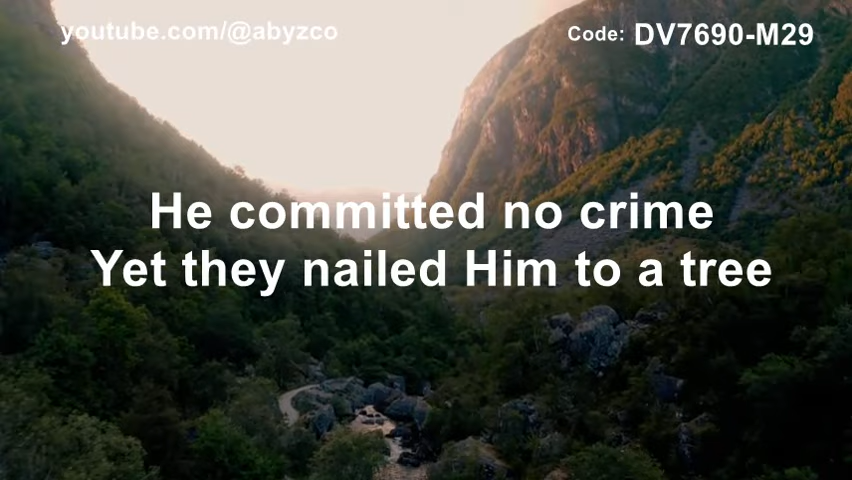 youtube.com/@abyzco Code: DV7690-M29
He committed no crime
Yet they nailed Him to a tree